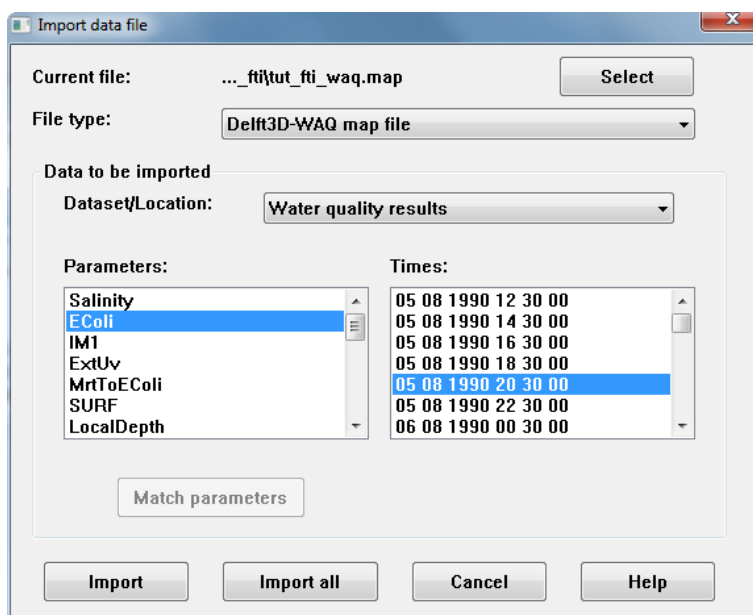 Import data file
x
Current file: ..._fti\tut_fti_waq.map Select
File type: Delft3D-WAQ map file
Data to be imported
Dataset/Location: Water quality results
Parameters: Times:
Salinity 05 08 1990 12 30 00
EColi 05 08 1990 14 30 00
IM1 05 08 1990 16 30 00
ExtUv 05 08 1990 18 30 00
MrtToEColi 05 08 1990 20 30 00
SURF 05 08 1990 22 30 00
LocalDepth 06 08 1990 00 30 00
Match parameters
Import Import all Cancel Help